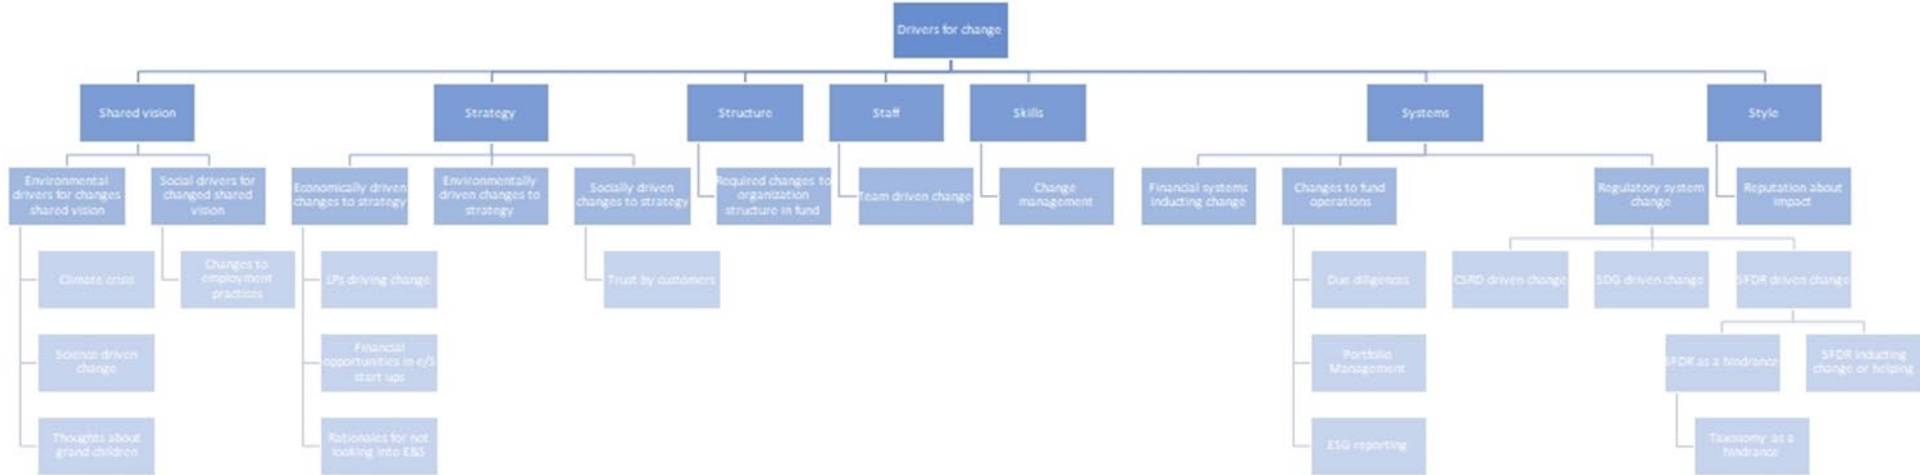 Drivers for change
Shared vision
Strategy
Structure
Staff
Skills
Systems
Style
Environmental
drivers for changes
shared vision
Social drivers for
changed shared
vision
Economically driven
changes to strategy
Environmentally
driven changes to
strategy
Socially driven
changes to strategy
Required changes to
organization
structure in fund
Team driven change
Change
management
Financial systems
inducting change
Changes to fund
operations
Regulatory system
change
Reputation about
impact
Climate crisis
Changes to
employment
practices
LPs driving change
Trust by customers
Due diligences
CSRD driven change
SDG driven change
SFDR driven change
Science driven
change
Financial
opportunities in e/S
start ups
Portfolio
Management
SFDR as a hindrance
SFDR inducting
change or helping
Thoughts about
grand children
Rationales for not
looking into E&S
ESG reporting
Taxonomy as a
hindrance